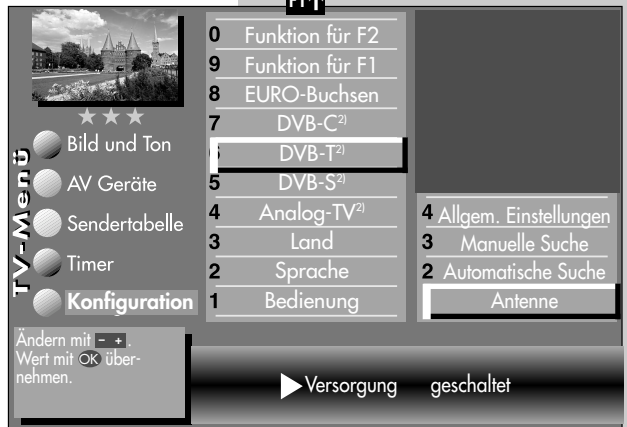 TV-Menü
Bild und Ton
AV Geräte
Sendertabelle
Timer
Konfiguration
0 Funktion für F2
9 Funktion für F1
8 EURO-Buchsen
7 DVB-C2)
6 DVB-T2)
5 DVB-S2)
4 Analog-TV2)
3 Land
2 Sprache
1 Bedienung
4 Allgem. Einstellungen
3 Manuelle Suche
2 Automatische Suche
Antenne
Ändern mit - + .
Wert mit OK über-
nehmen.
Versorgung geschaltet